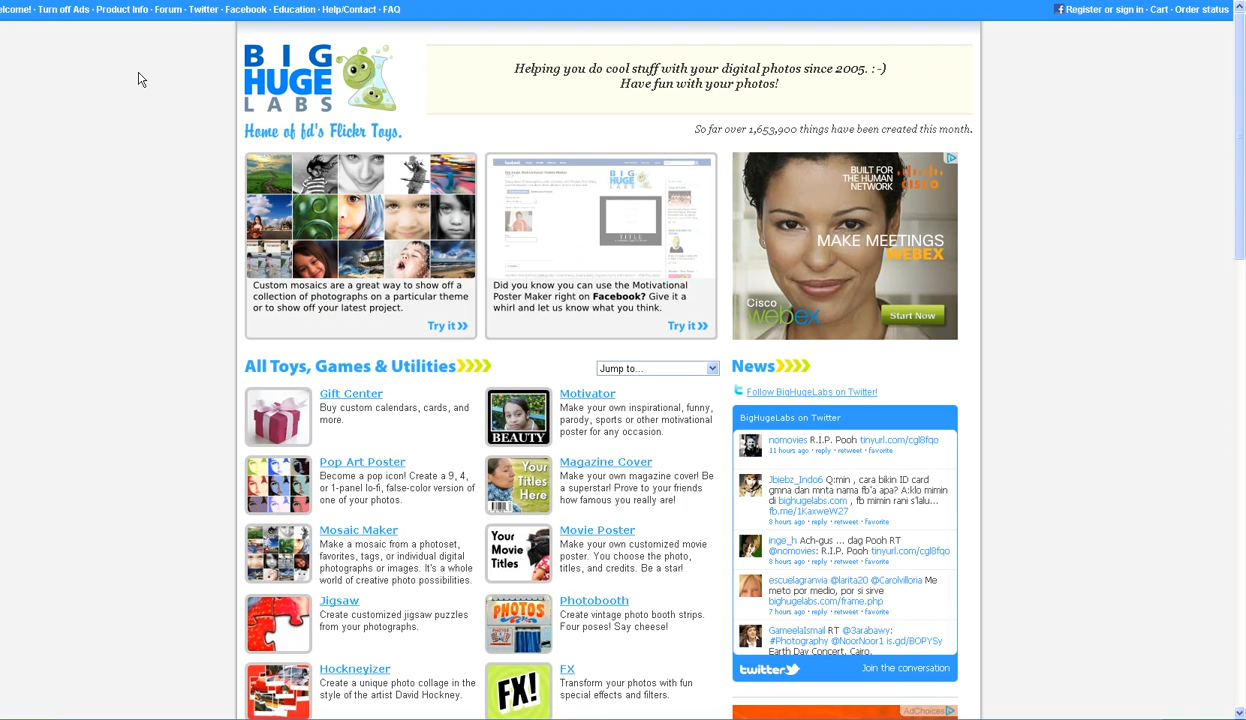 elcome! · Turn off Ads · Product Info · Forum · Twitter · Facebook · Education · Help/Contact · FAQ
Register or sign in · Cart · Order status
BIG
HUGE
LABS
Home of fd's Flickr Toys.
Helping you do cool stuff with your digital photos since 2005. :-)
Have fun with your photos!
So far over 1,653,900 things have been created this month.
Custom mosaics are a great way to show off a
collection of photographs on a particular theme
or to show off your latest project.
Try it
BIG
HUGE
LABS
TITLE
Did you know you can use the Motivational
Poster Maker right on Facebook? Give it a
whirl and let us know what you think.
Try it
BUILT FOR
THE HUMAN
NETWORK
CISCO
MAKE MEETINGS
WEBEX
Cisco
webex
Start Now
All Toys, Games & Utilities
Jump to...
Gift Center
Buy custom calendars, cards, and
more.
BEAUTY
Motivator
Make your own inspirational, funny,
parody, sports or other motivational
poster for any occasion.
Pop Art Poster
Become a pop icon! Create a 9, 4,
or 1-panel lo-fi, false-color version of
one of your photos.
Your
Titles
Here
Magazine Cover
Make your own magazine cover! Be
a superstar! Prove to your friends
how famous you really are!
Mosaic Maker
Make a mosaic from a photoset,
favorites, tags, or individual digital
photographs or images. It's a whole
world of creative photo possibilities.
Your
Movie
Titles
Movie Poster
Make your own customized movie
poster. You choose the photo,
titles, and credits. Be a star!
Jigsaw
Create customized jigsaw puzzles
from your photographs.
PHOTOS
Photobooth
Create vintage photo booth strips.
Four poses! Say cheese!
Hockneyizer
Create a unique photo collage in the
style of the artist David Hockney.
FX!
FX
Transform your photos with fun
special effects and filters.
News
Follow BigHugeLabs on Twitter!
BigHugeLabs on Twitter
nomovies R.I.P. Pooh tinyurl.com/cgl8fqo
11 hours ago · reply · retweet · favorite
Jbiebz_Indo6 Q:min , cara bikin ID card
gmna dan mnta nama fb'a apa? A:klo mimin
di bighugelabs.com , fb mimin rani s'lalu...
fb.me/1KaxweW27
8 hours ago · reply · retweet · favorite
inge_h Ach-gus ... dag Pooh RT
@nomovies: R.I.P. Pooh tinyurl.com/cgl8fqo
8 hours ago · reply · retweet · favorite
escuelagranvia @larita20 @Carolvilloria Me
meto por medio, por si sirve
bighugelabs.com/frame.php
7 hours ago · reply · retweet · favorite
GameelaIsmail RT @3arabawy:
#Photography @NoorNoor1 is.gd/BOPYSy
Earth Day Concert, Cairo.
twitter
Join the conversation
AdChoices